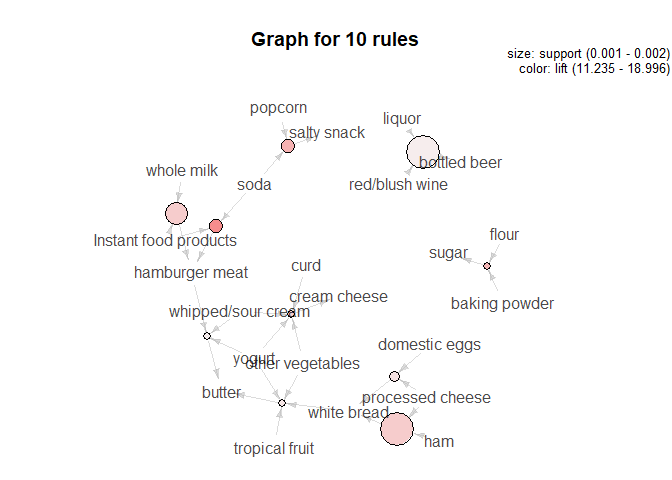 Graph for 10 rules
size: support (0.001 - 0.002)
color: lift (11.235 - 18.996)
popcorn
liquor
salty snack
bottled beer
whole milk
soda
red/blush wine
flour
Instant food products
sugar
hamburger meat
curd
cream cheese
baking powder
whipped/sour cream
domestic eggs
yogurt
other vegetables
butter
processed cheese
white bread
ham
tropical fruit